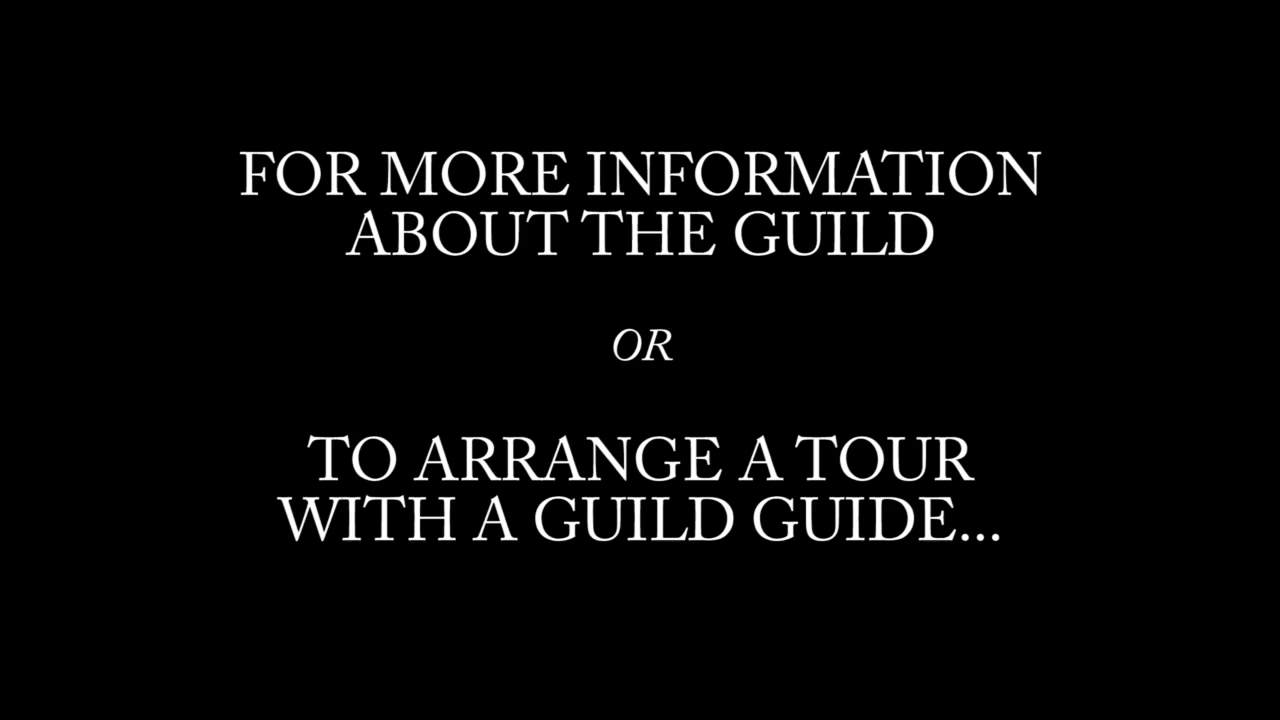 FOR MORE INFORMATION
ABOUT THE GUILD
OR
TO ARRANGE A TOUR
WITH A GUILD GUIDE...